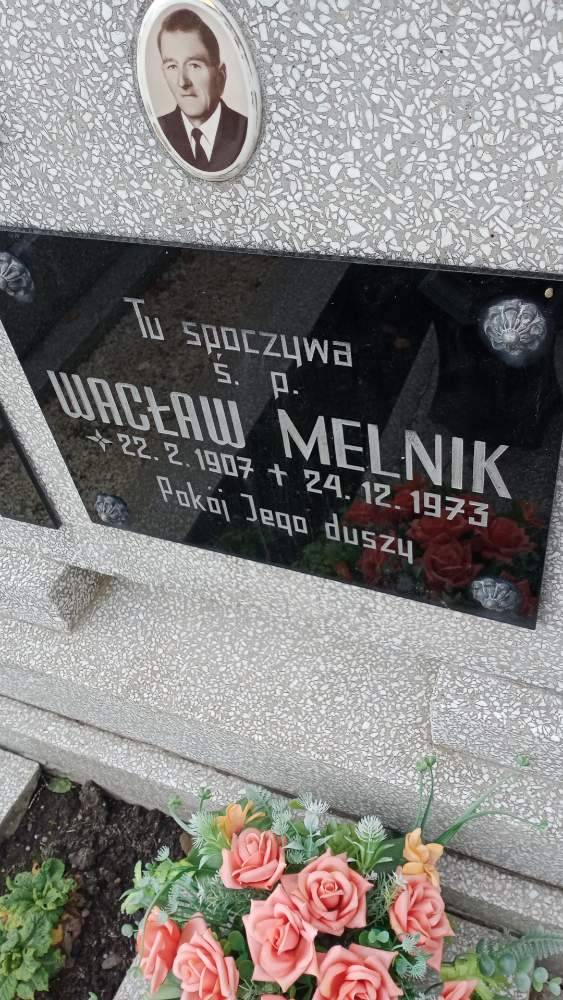 Tu spoczywa
ś. p.
WACŁAW MELNIK
22.2.1907 + 24.12.1973
Pokój Jego duszy